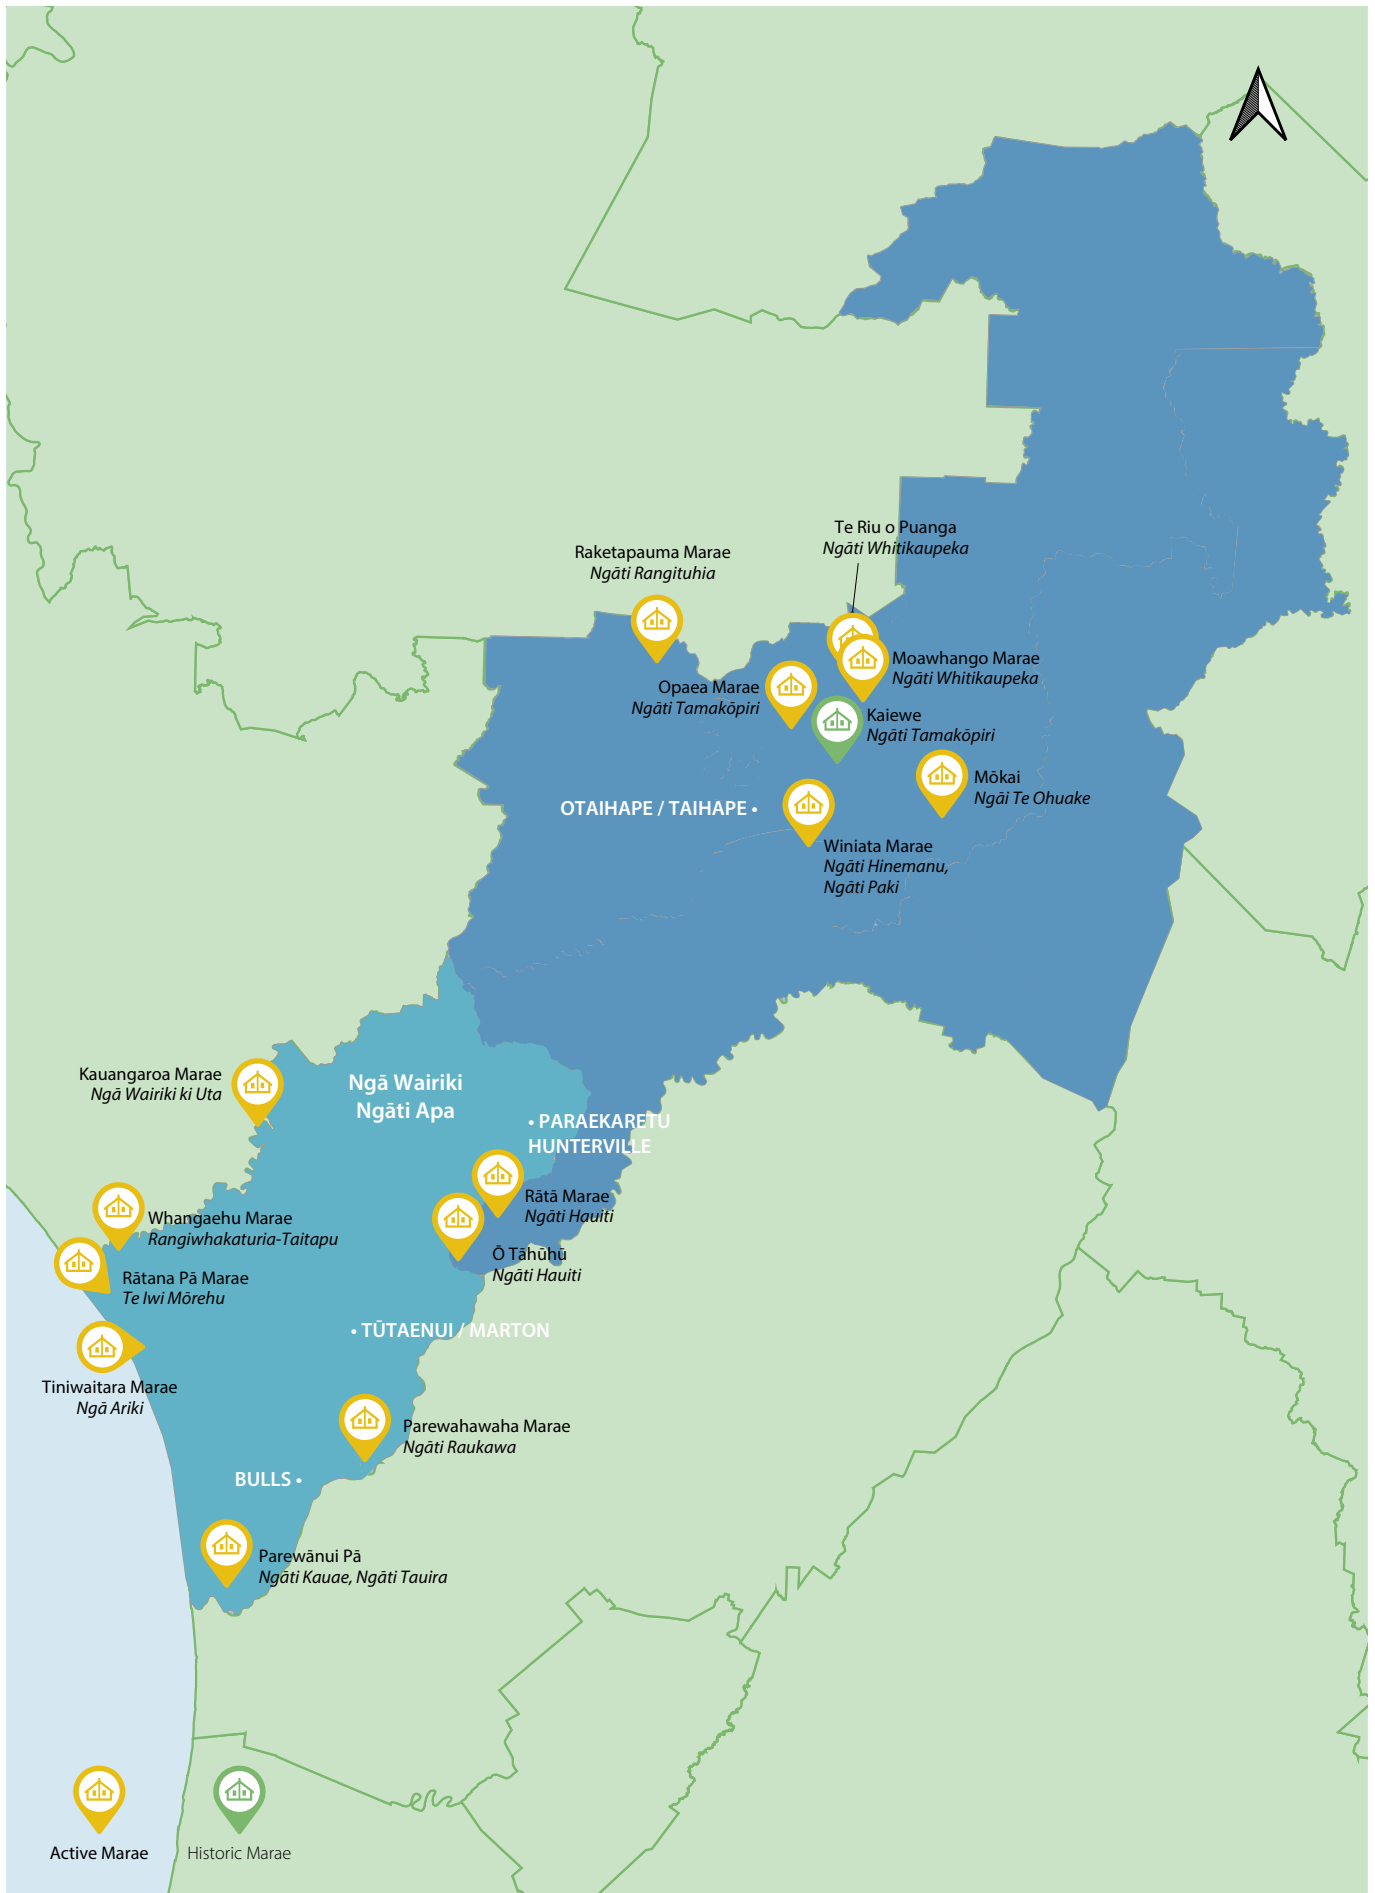 Te Riu o Puanga
Ngāti Whitikaupeka
Raketapauma Marae
Ngāti Rangituhia
Moawhango Marae
Ngāti Whitikaupeka
Opaea Marae
Ngāti Tamakōpiri
Kaiewe
Ngāti Tamakōpiri
Mōkai
Ngāi Te Ohuake
OTAIHAPE / TAIHAPE •
Winiata Marae
Ngāti Hinemanu,
Ngāti Paki
Kauangaroa Marae
Ngā Wairiki ki Uta
Ngā Wairiki
Ngāti Apa
• PARAEKARETU
HUNTERVILLE
Rātā Marae
Ngāti Hauiti
Whangaehu Marae
Rangiwhakaturia-Taitapu
Ō Tāhūhū
Ngāti Hauiti
Rātana Pā Marae
Te Iwi Mōrehu
• TŪTAENUI / MARTON
Tiniwaitara Marae
Ngā Ariki
Parewahawaha Marae
Ngāti Raukawa
BULLS •
Parewānui Pā
Ngāti Kauae, Ngāti Tauira
Active Marae
Historic Marae